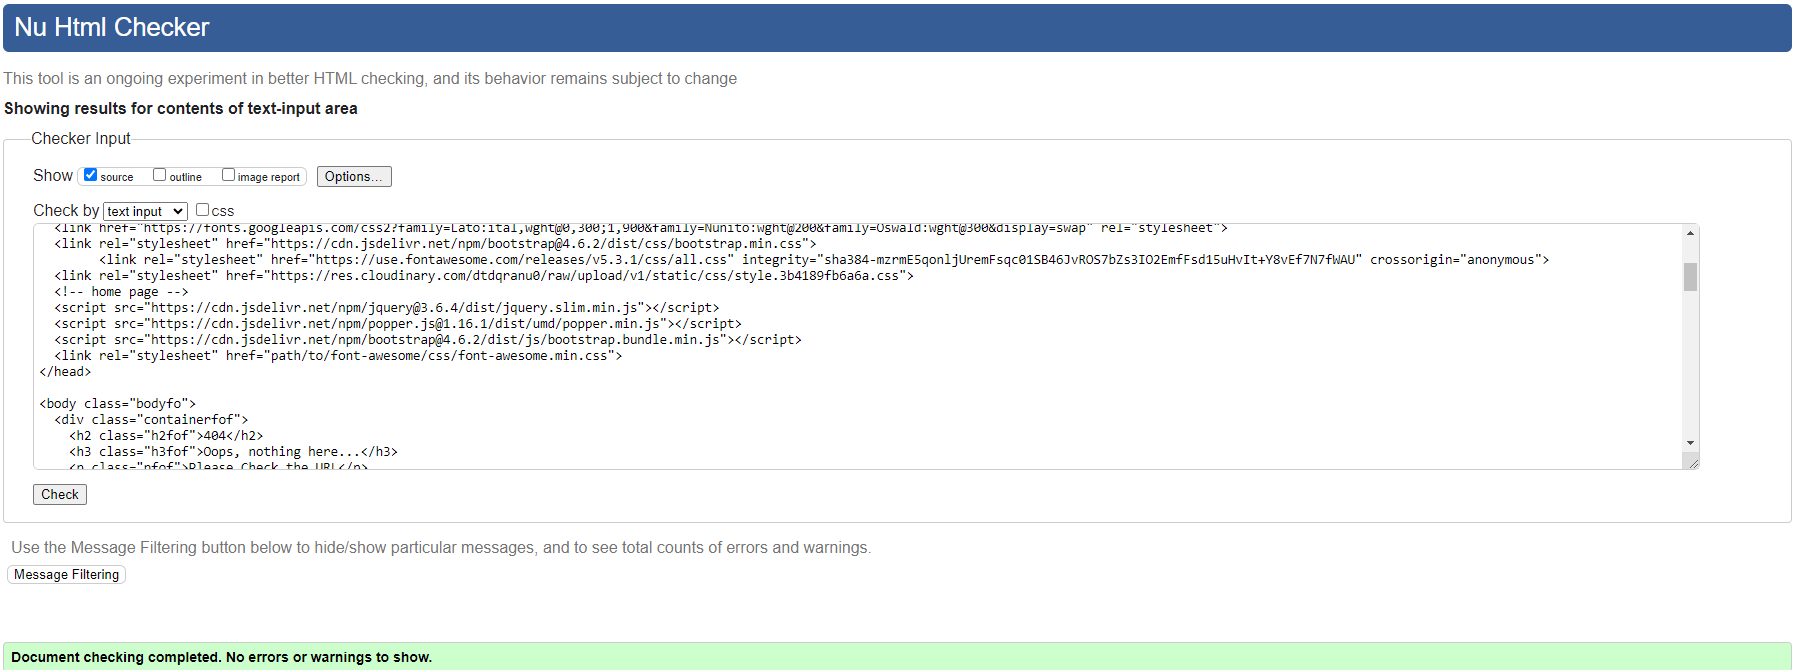 Nu Html Checker
This tool is an ongoing experiment in better HTML checking, and its behavior remains subject to change
Showing results for contents of text-input area
Checker Input
Show source outline image report Options...
Check by text input css
<link href="https://fonts.googleapis.com/css2?family=Lato:ital,wght@0,300;1,900&family=Nunito:wght@200&family=Oswald:wght@300&display=swap" rel="stylesheet">
<link rel="stylesheet" href="https://cdn.jsdelivr.net/npm/bootstrap@4.6.2/dist/css/bootstrap.min.css">
<link rel="stylesheet" href="https://use.fontawesome.com/releases/v5.3.1/css/all.css" integrity="sha384-mzrmE5qonljUremFsqc01SB46JvROS7bZs3IO2EmfFsd15uHvIt+Y8vEf7N7fWAU" crossorigin="anonymous">
<link rel="stylesheet" href="https://res.cloudinary.com/dtdqranu0/raw/upload/v1/static/css/style.3b4189fb6a6a.css">
<!-- home page -->
<script src="https://cdn.jsdelivr.net/npm/jquery@3.6.4/dist/jquery.slim.min.js"></script>
<script src="https://cdn.jsdelivr.net/npm/popper.js@1.16.1/dist/umd/popper.min.js"></script>
<script src="https://cdn.jsdelivr.net/npm/bootstrap@4.6.2/dist/js/bootstrap.bundle.min.js"></script>
<link rel="stylesheet" href="path/to/font-awesome/css/font-awesome.min.css">
</head>
<body class="bodyfo">
<div class="containerfof">
<h2 class="h2fof">404</h2>
<h3 class="h3fof">Oops, nothing here...</h3>
<p class="pfof">Please Check the URL</p>
Check
Use the Message Filtering button below to hide/show particular messages, and to see total counts of errors and warnings.
Message Filtering
Document checking completed. No errors or warnings to show.